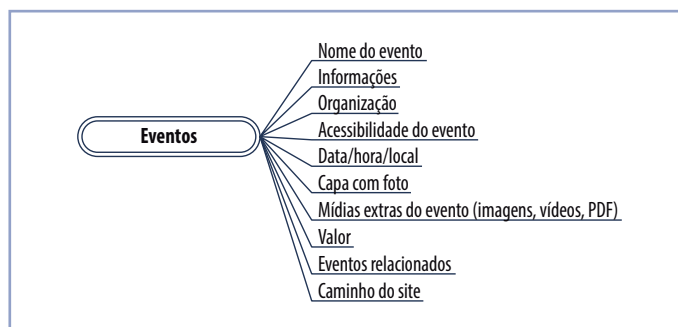 Eventos
Nome do evento
Informações
Organização
Acessibilidade do evento
Data/hora/local
Capa com foto
Mídias extras do evento (imagens, vídeos, PDF)
Valor
Eventos relacionados
Caminho do site